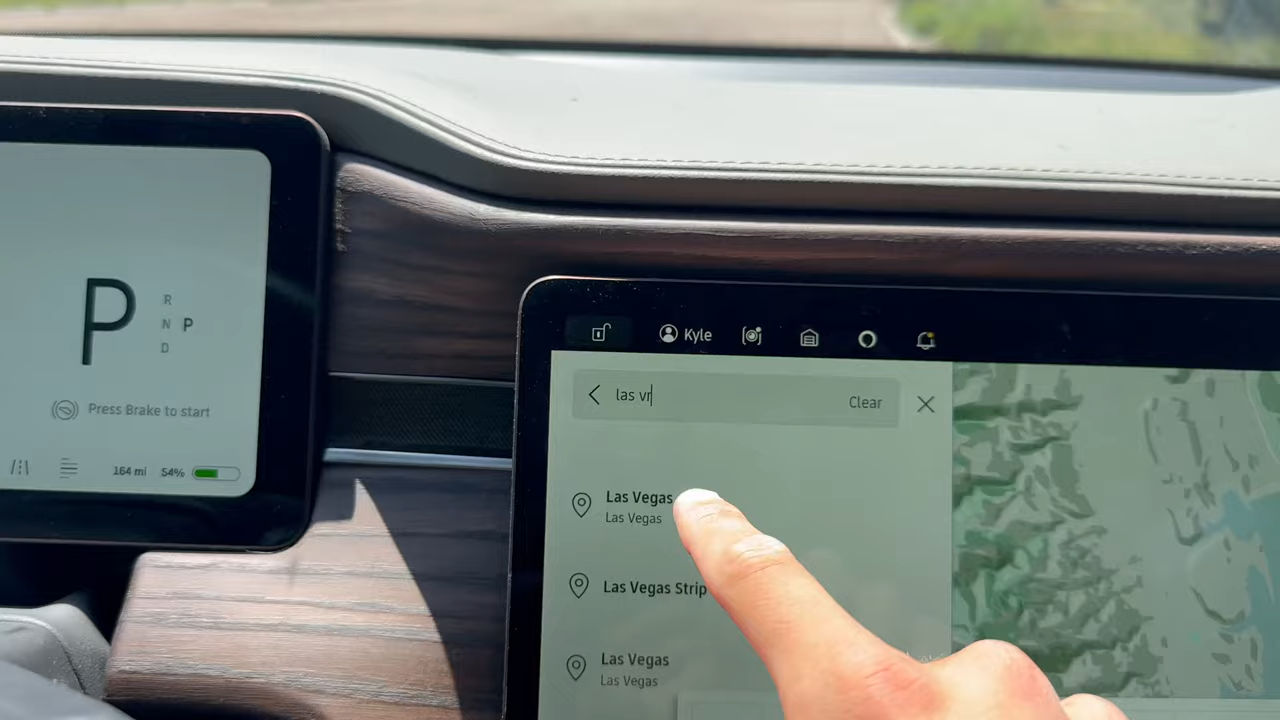 P
R
N P
D
Press Brake to start
164 mi 54%
Kyle
las vr
Clear
Las Vegas
Las Vegas
Las Vegas Strip
Las Vegas
Las Vegas